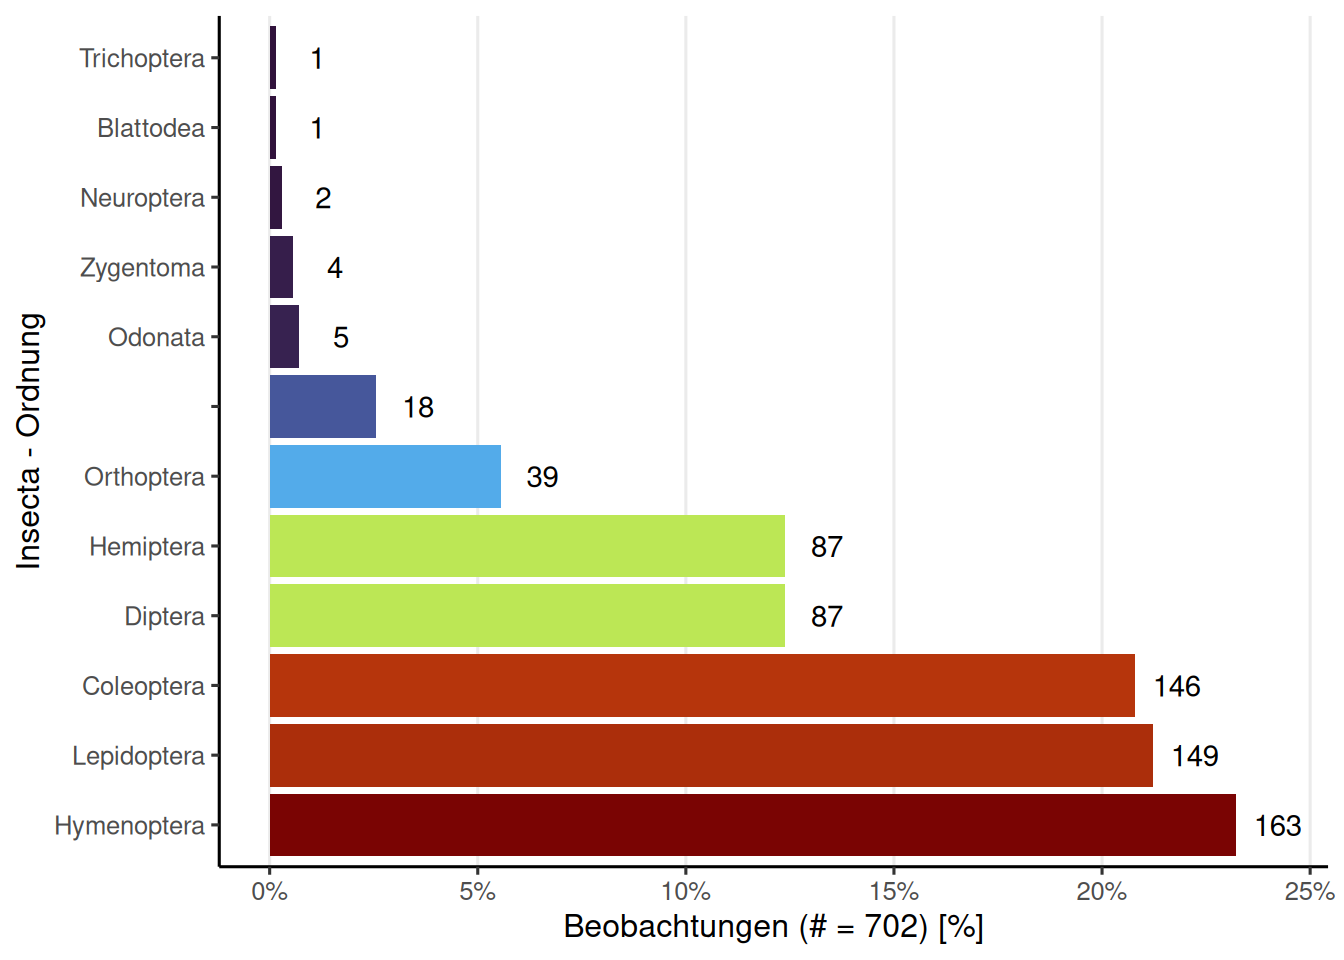 Insecta - Ordnung
Trichoptera 1
Blattodea 1
Neuroptera 2
Zygentoma 4
Odonata 5
18
Orthoptera 39
Hemiptera 87
Diptera 87
Coleoptera 146
Lepidoptera 149
Hymenoptera 163
0% 5% 10% 15% 20% 25%
Beobachtungen (# = 702) [%]